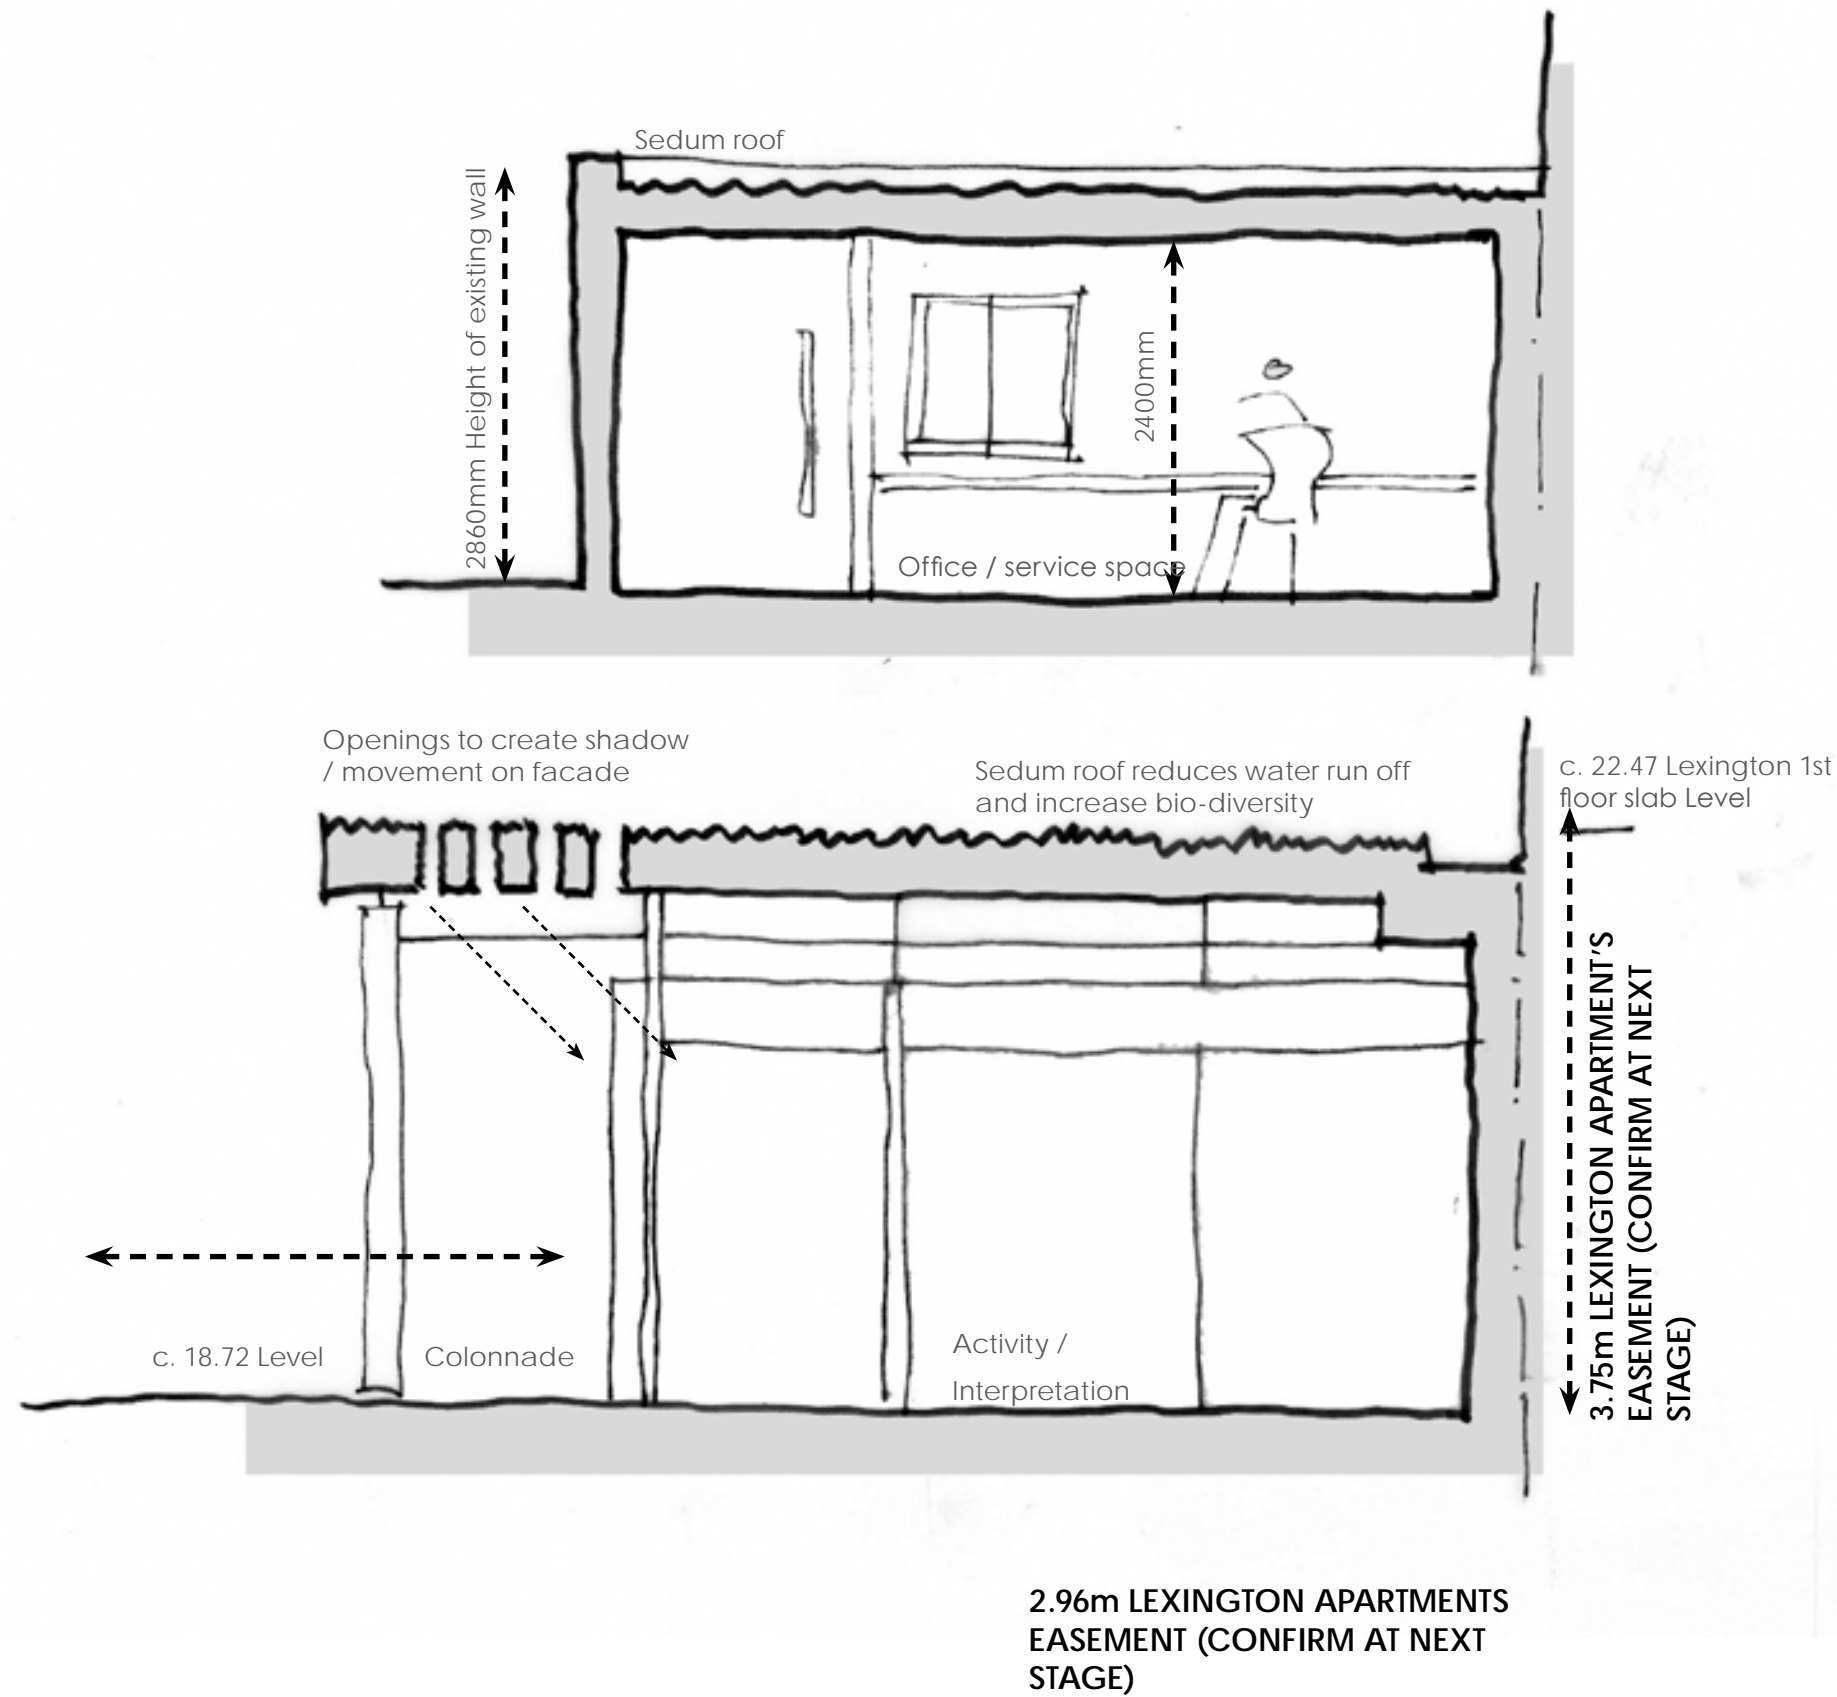 Sedum roof
2860mm Height of existing wall
2400mm
Office / service space
Openings to create shadow
/ movement on facade
Sedum roof reduces water run off
and increase bio-diversity
c. 22.47 Lexington 1st
floor slab Level
3.75m LEXINGTON APARTMENT'S
EASEMENT (CONFIRM AT NEXT
STAGE)
c. 18.72 Level
Colonnade
Activity /
Interpretation
2.96m LEXINGTON APARTMENTS
EASEMENT (CONFIRM AT NEXT
STAGE)